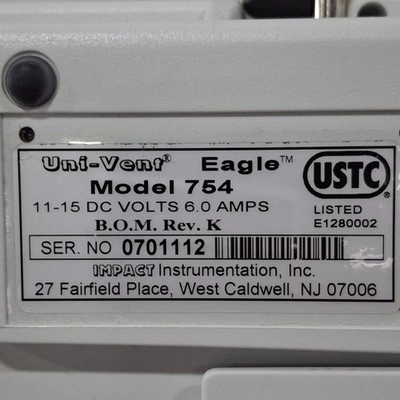 Uni-Vent® Eagle™
Model 754
USTC
11-15 DC VOLTS 6.0 AMPS
LISTED
B.O.M. Rev. K
E1280002
SER. NO 0701112
IMPACT Instrumentation, Inc.
27 Fairfield Place, West Caldwell, NJ 07006